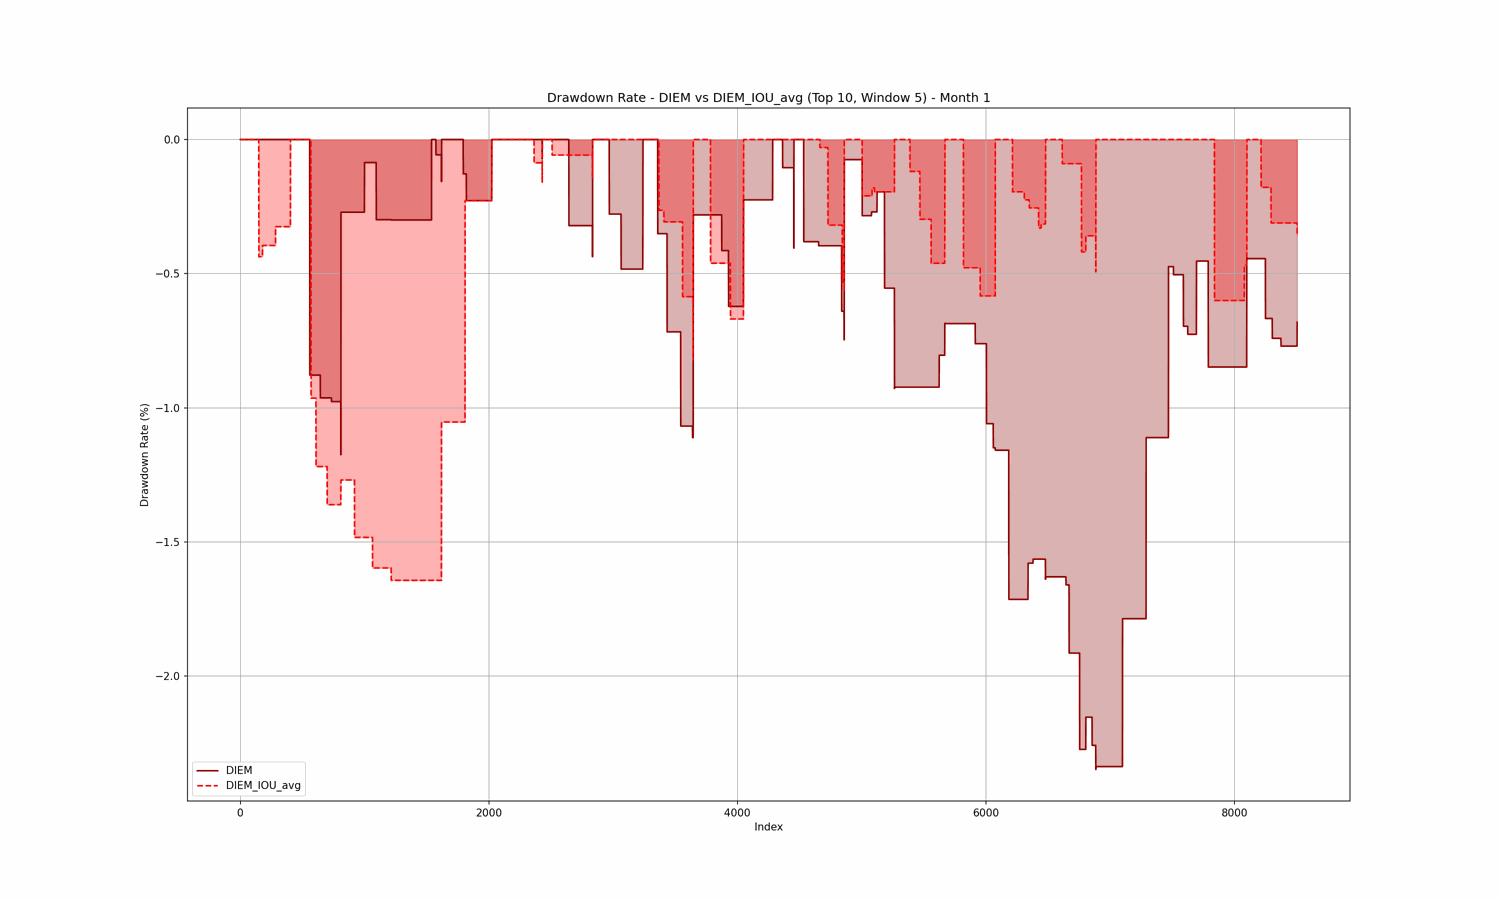 Drawdown Rate - DIEM vs DIEM_IOU_avg (Top 10, Window 5) - Month 1
0.0
−0.5
−1.0
−1.5
−2.0
Drawdown Rate (%)
DIEM
DIEM_IOU_avg
0 2000 4000 6000 8000
Index